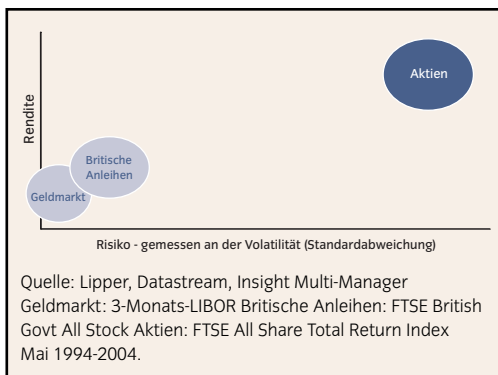 Rendite
Aktien
Britische
Anleihen
Geldmarkt
Risiko - gemessen an der Volatilität (Standardabweichung)
Quelle: Lipper, Datastream, Insight Multi-Manager
Geldmarkt: 3-Monats-LIBOR Britische Anleihen: FTSE British
Govt All Stock Aktien: FTSE All Share Total Return Index
Mai 1994-2004.